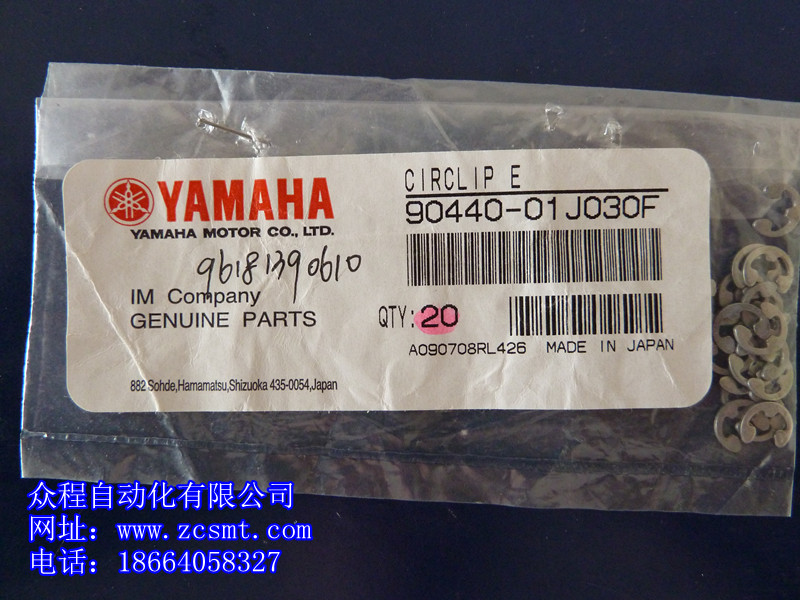 YAMAHA
YAMAHA MOTOR CO., LTD.
96181390610
IM Company
GENUINE PARTS
882 Sohde,Hamamatsu,Shizuoka 435-0054,Japan
CIRCLIP E
90440-01J030F
QTY: 20
A090708RL426 MADE IN JAPAN
众程自动化有限公司
网址：www.zcsmt.com
电话：18664058327